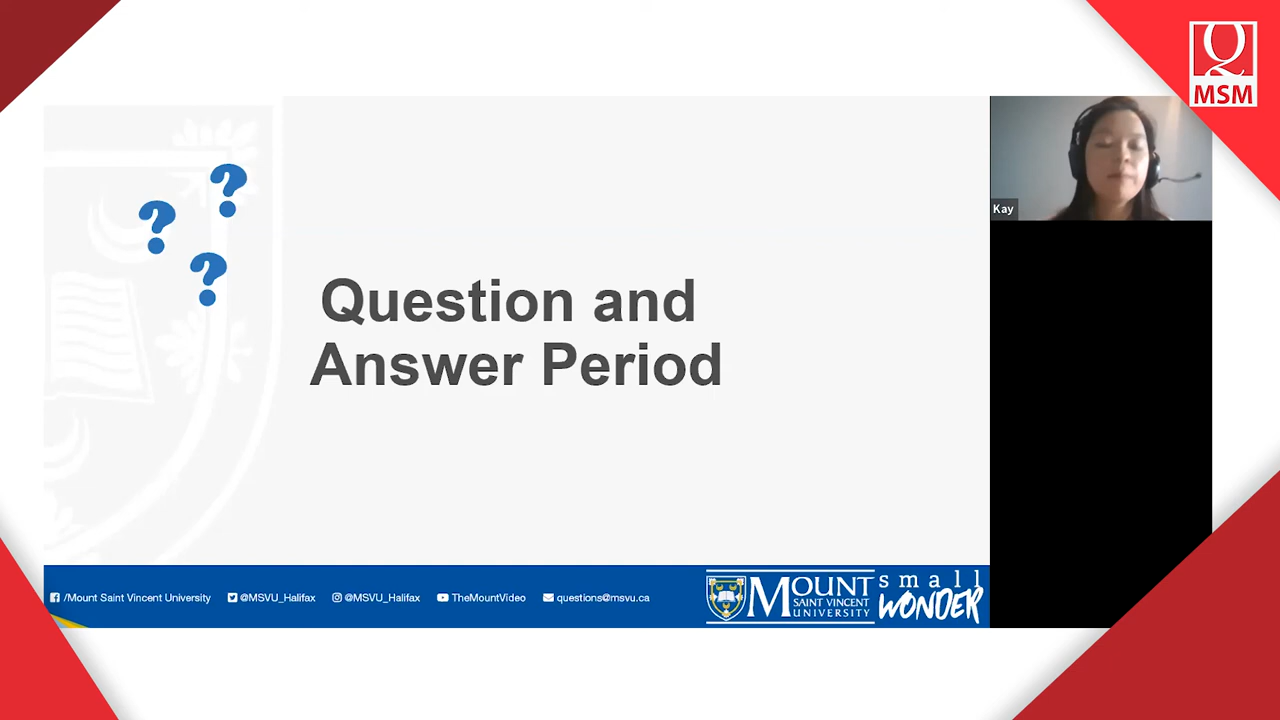 MSM
? ? ?
Kay
Question and
Answer Period
/Mount Saint Vincent University @MSVU_Halifax @MSVU_Halifax TheMountVideo questions@msvu.ca
MOUNT
SAINT VINCENT
UNIVERSITY
small
WONDER